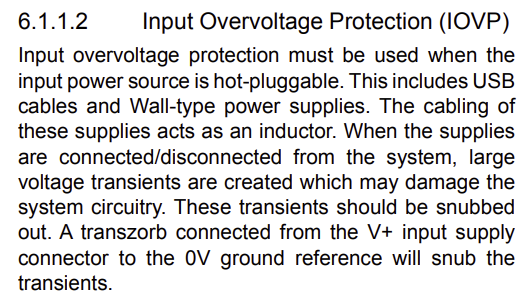 6.1.1.2 Input Overvoltage Protection (IOVP)
Input overvoltage protection must be used when the
input power source is hot-pluggable. This includes USB
cables and Wall-type power supplies. The cabling of
these supplies acts as an inductor. When the supplies
are connected/disconnected from the system, large
voltage transients are created which may damage the
system circuitry. These transients should be snubbed
out. A transzorb connected from the V+ input supply
connector to the 0V ground reference will snub the
transients.